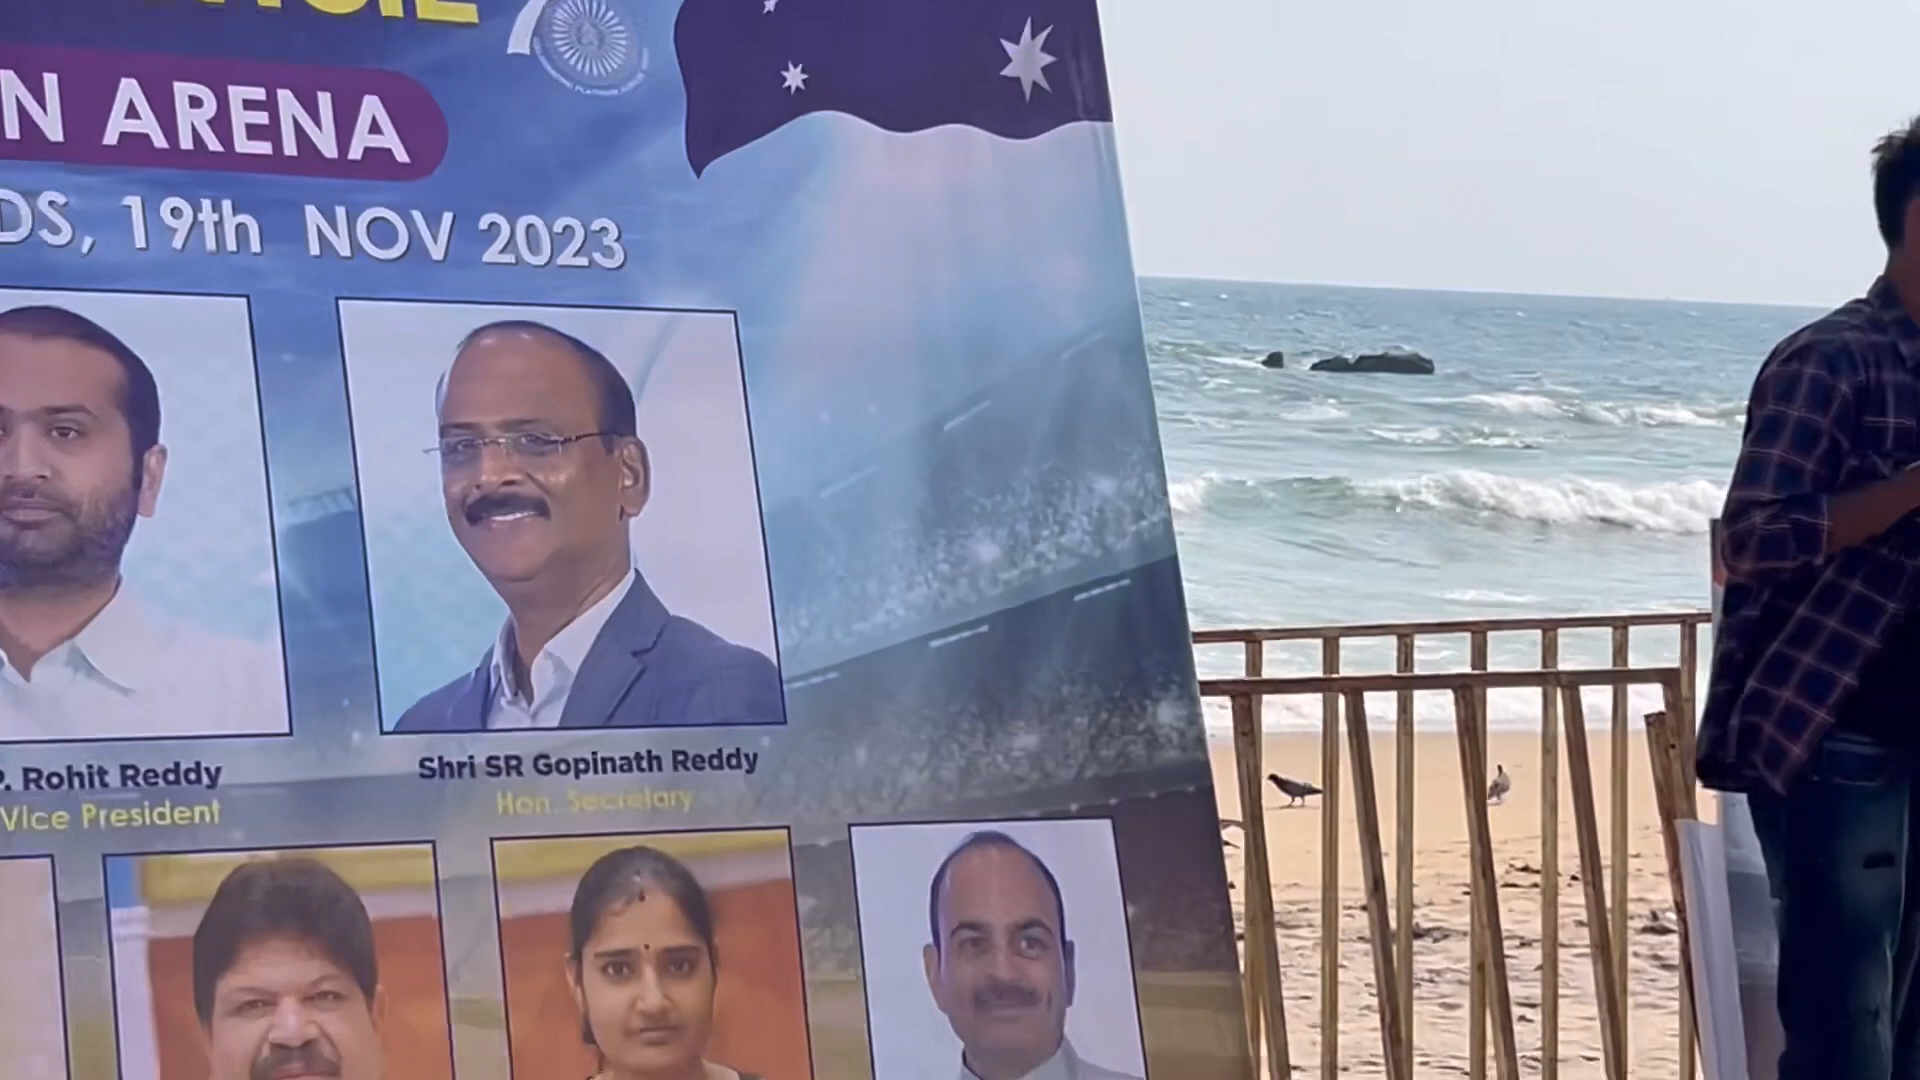 N ARENA
DS, 19th NOV 2023
P. Rohit Reddy
Vice President
Shri SR Gopinath Reddy
Hon. Secretary